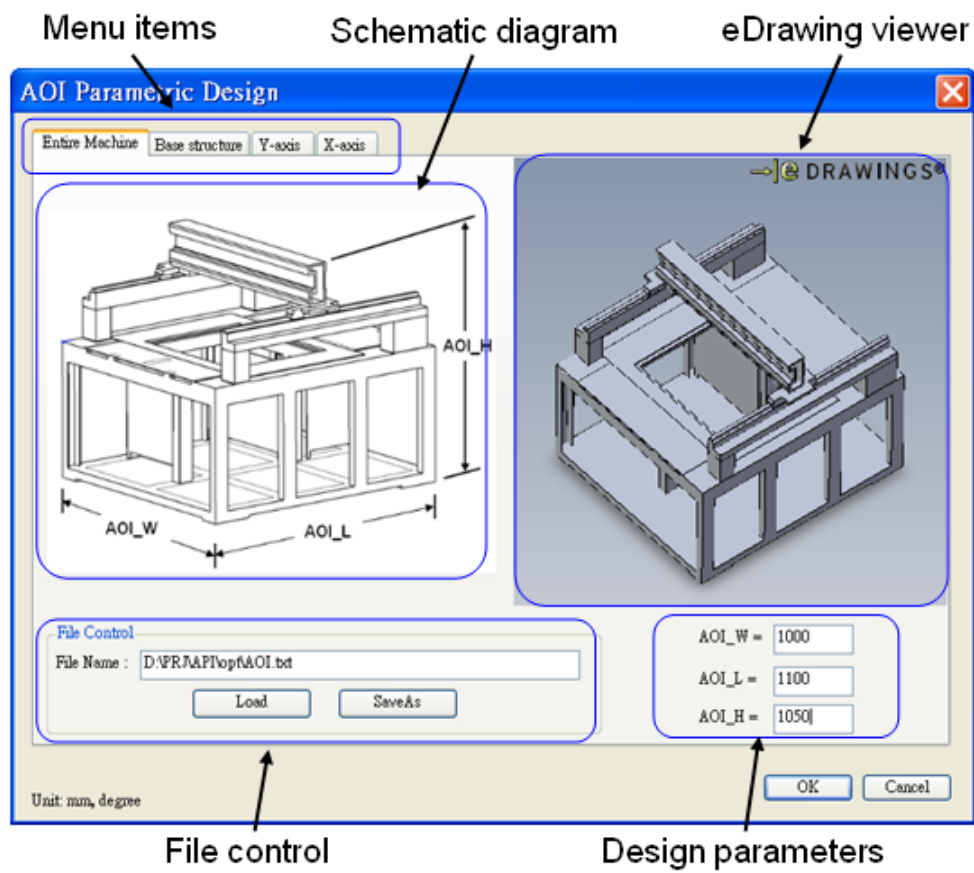 Menu items
Schematic diagram
eDrawing viewer
AOI Parametric Design
Entire Machine
Base structure
Y-axis
X-axis
e DRAWINGS®
AOI_H
AOI_W
AOI_L
File Control
File Name : D:\PRJ\API\opt\AOI.txt
Load
SaveAs
AOI_W = 1000
AOI_L = 1100
AOI_H = 1050
Unit: mm, degree
OK
Cancel
File control
Design parameters